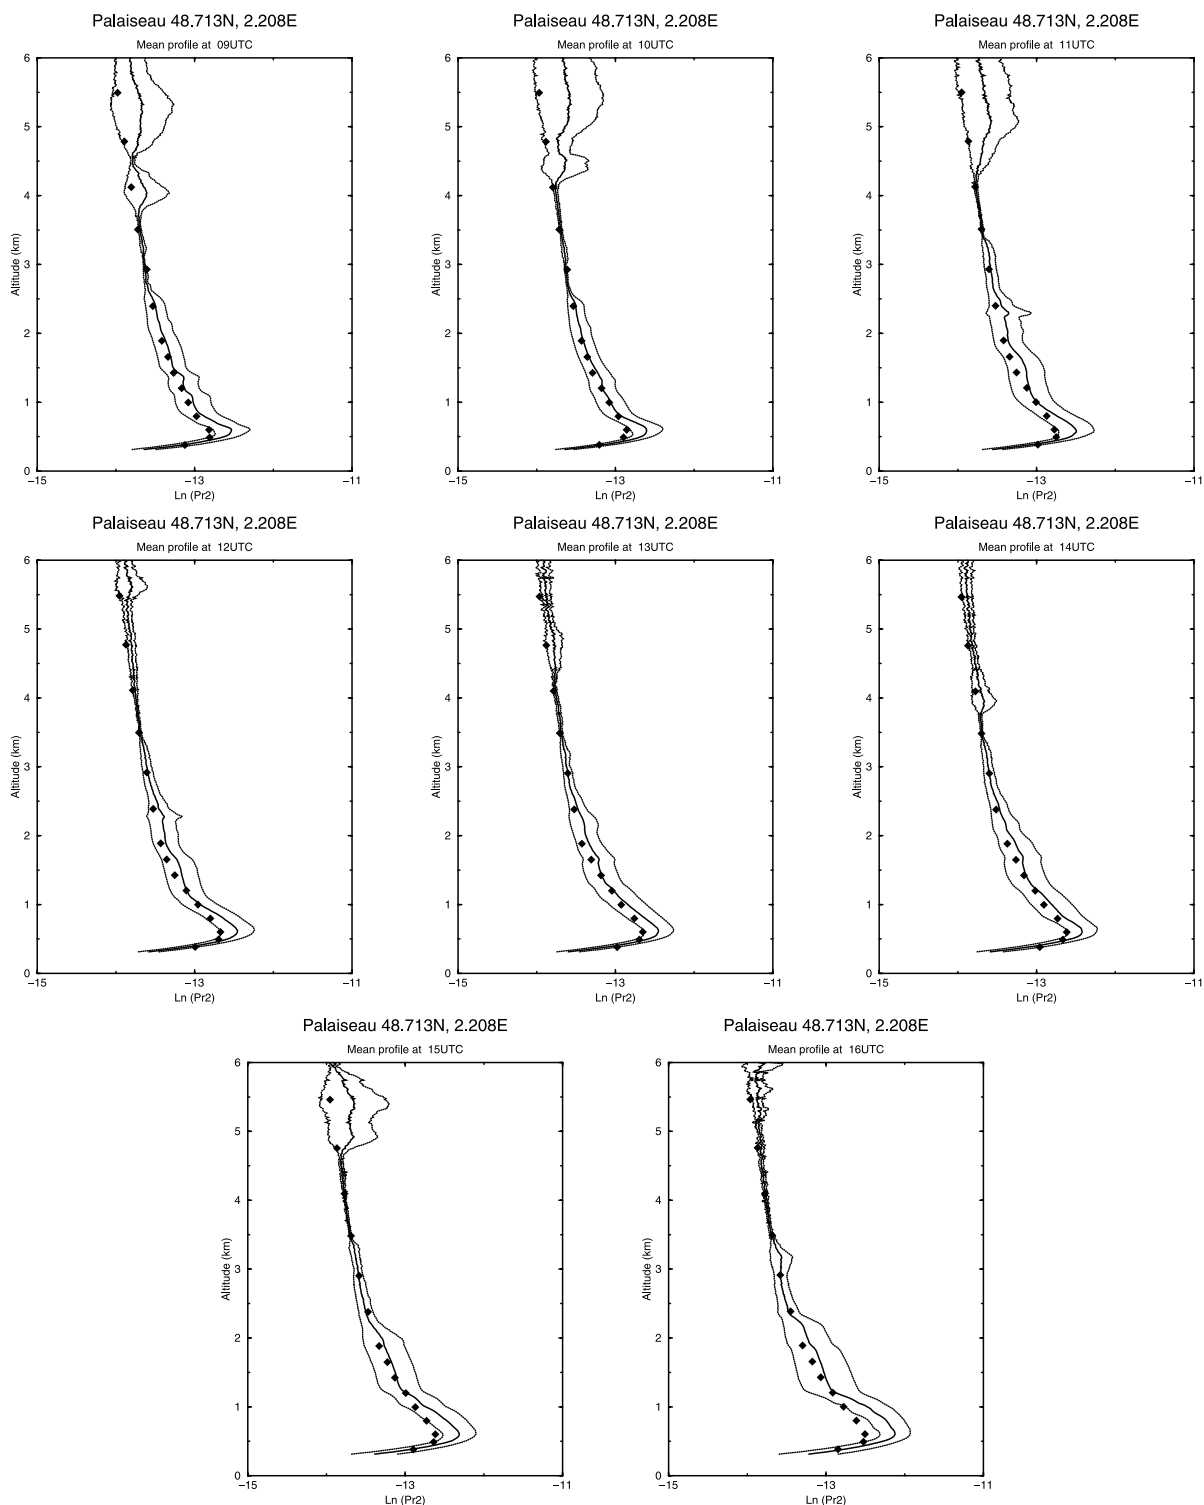 Palaiseau 48.713N, 2.208E
Mean profile at 09UTC
6
5
4
3
2
1
0
Altitude (km)
−15
−13
−11
Ln (Pr2)
Palaiseau 48.713N, 2.208E
Mean profile at 10UTC
6
5
4
3
2
1
0
Altitude (km)
−15
−13
−11
Ln (Pr2)
Palaiseau 48.713N, 2.208E
Mean profile at 11UTC
6
5
4
3
2
1
0
Altitude (km)
−15
−13
−11
Ln (Pr2)
Palaiseau 48.713N, 2.208E
Mean profile at 12UTC
6
5
4
3
2
1
0
Altitude (km)
−15
−13
−11
Ln (Pr2)
Palaiseau 48.713N, 2.208E
Mean profile at 13UTC
6
5
4
3
2
1
0
Altitude (km)
−15
−13
−11
Ln (Pr2)
Palaiseau 48.713N, 2.208E
Mean profile at 14UTC
6
5
4
3
2
1
0
Altitude (km)
−15
−13
−11
Ln (Pr2)
Palaiseau 48.713N, 2.208E
Mean profile at 15UTC
6
5
4
3
2
1
0
Altitude (km)
−15
−13
−11
Ln (Pr2)
Palaiseau 48.713N, 2.208E
Mean profile at 16UTC
6
5
4
3
2
1
0
Altitude (km)
−15
−13
−11
Ln (Pr2)